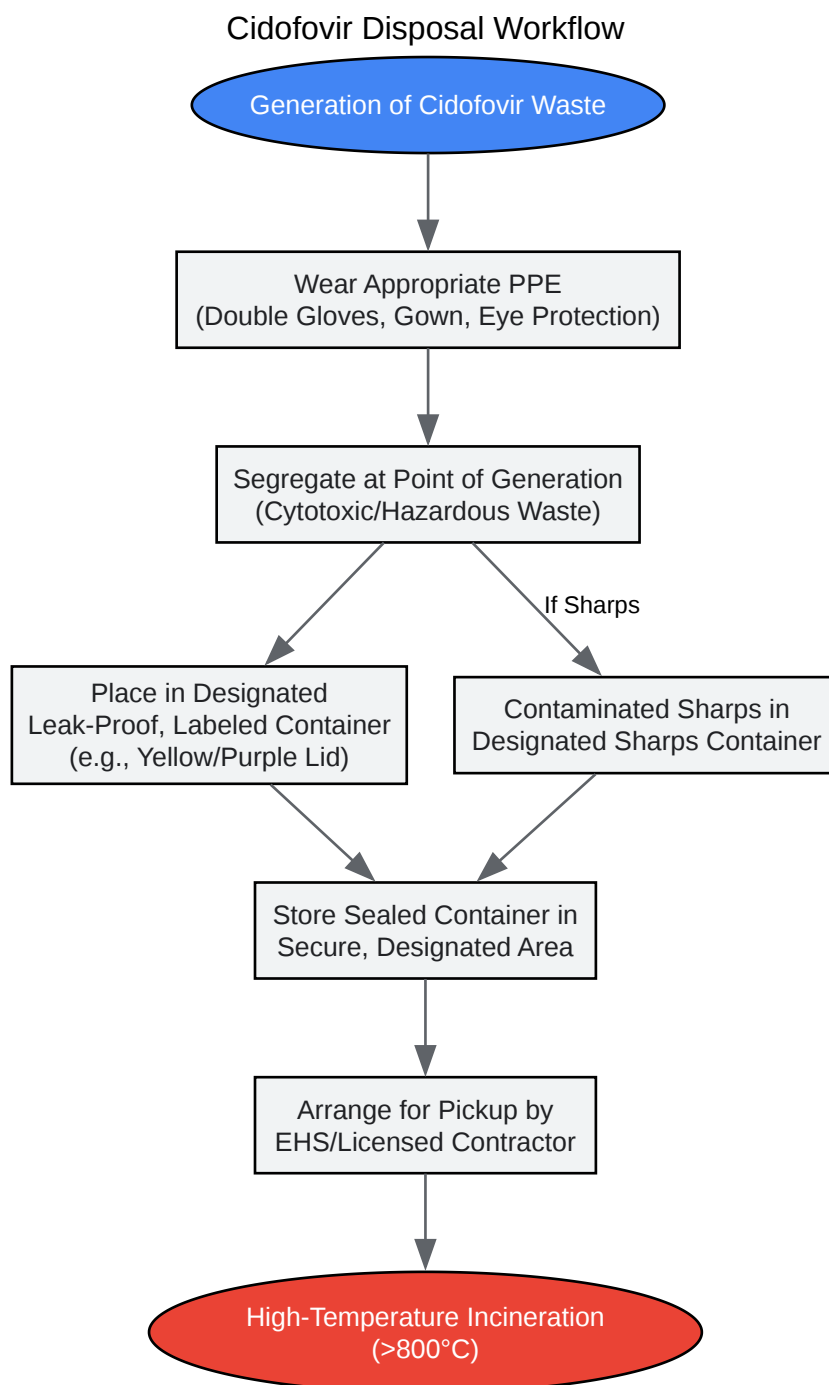 Cidofovir Disposal Workflow
Generation of Cidofovir Waste
Wear Appropriate PPE
(Double Gloves, Gown, Eye Protection)
Segregate at Point of Generation
(Cytotoxic/Hazardous Waste)
If Sharps
Place in Designated
Leak-Proof, Labeled Container
(e.g., Yellow/Purple Lid)
Contaminated Sharps in
Designated Sharps Container
Store Sealed Container in
Secure, Designated Area
Arrange for Pickup by
EHS/Licensed Contractor
High-Temperature Incineration
(>800°C)